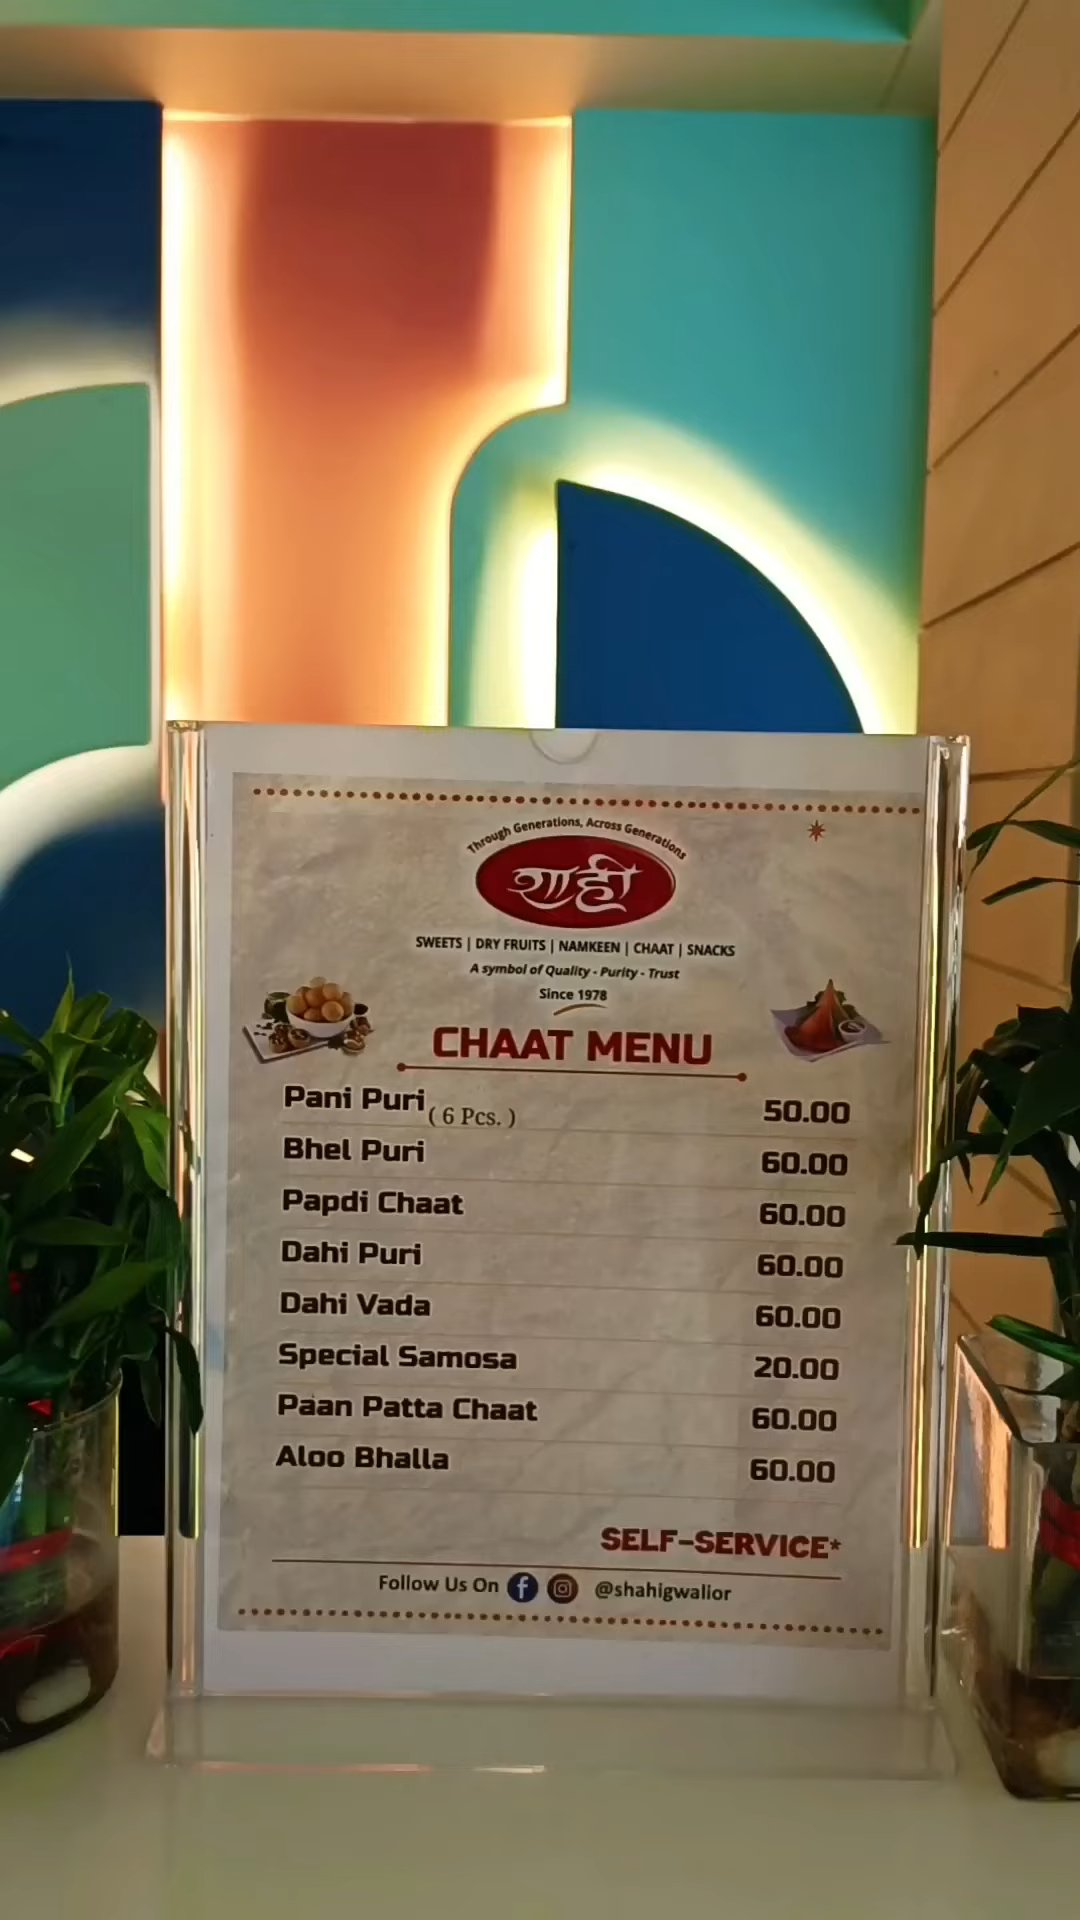 Through Generations, Across Generations
शाही
SWEETS | DRY FRUITS | NAMKEEN | CHAAT | SNACKS
A symbol of Quality - Purity - Trust
Since 1978
CHAAT MENU
Pani Puri ( 6 Pcs. ) 50.00
Bhel Puri 60.00
Papdi Chaat 60.00
Dahi Puri 60.00
Dahi Vada 60.00
Special Samosa 20.00
Paan Patta Chaat 60.00
Aloo Bhalla 60.00
SELF-SERVICE*
Follow Us On @shahigwalior